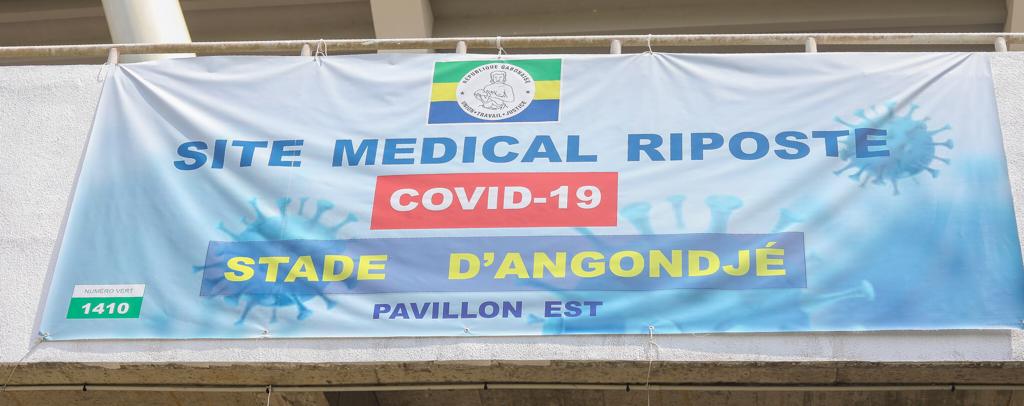 RÉPUBLIQUE GABONAISE
UNION • TRAVAIL • JUSTICE
SITE MEDICAL RIPOSTE
COVID-19
STADE D'ANGONDJÉ
PAVILLON EST
NUMÉRO VERT
1410